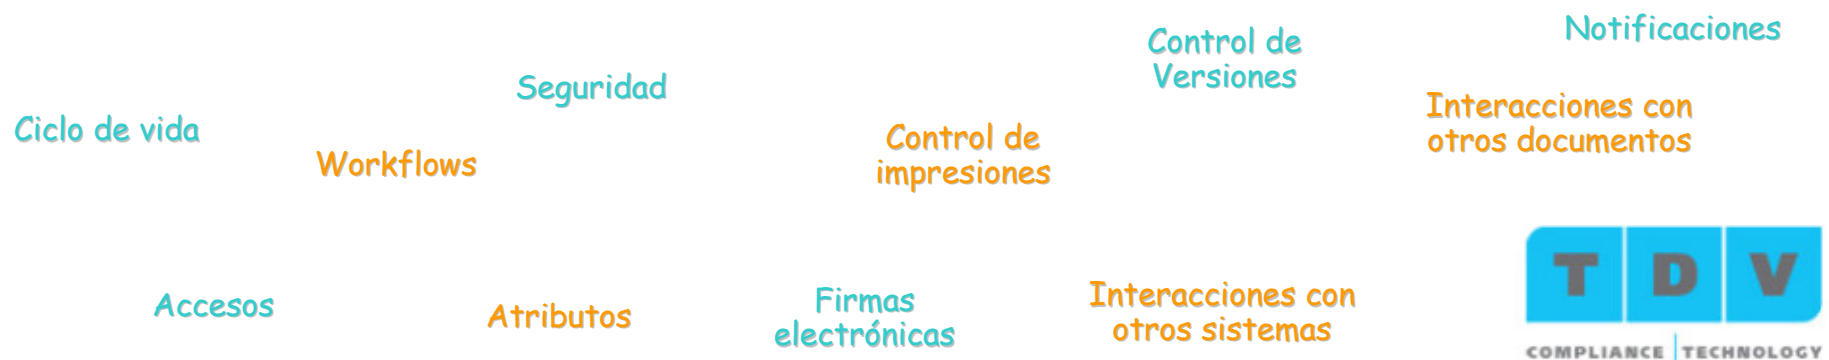 Notificaciones
Control de
Versiones
Seguridad
Interacciones con
otros documentos
Ciclo de vida
Control de
impresiones
Workflows
Accesos
Atributos
Firmas
electrónicas
Interacciones con
otros sistemas
T D V
COMPLIANCE TECHNOLOGY